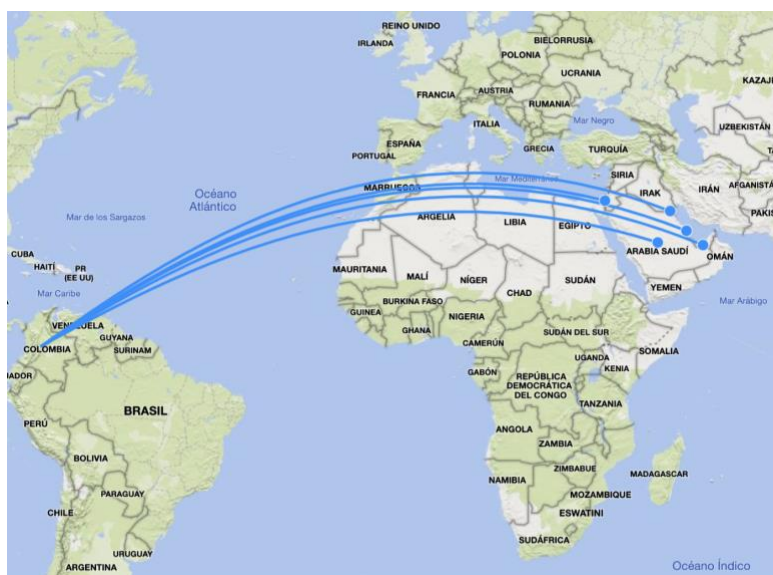 REINO UNIDO
IRLANDA
BIELORRUSIA
POLONIA
UCRANIA
KAZAJ
FRANCIA
AUSTRIA
RUMANIA
ITALIA
Mar Negro
UZBEKISTÁN
ESPAÑA
PORTUGAL
GRECIA
TURQUÍA
Océano
Atlántico
SIRIA
IRAK
IRÁN
AFGANISTÁN
MARRUECOS
PAKIS
Mar de los Sargazos
ARGELIA
LIBIA
EGIPTO
CUBA
HAITÍ
PR
(EE UU)
ARABIA SAUDÍ
OMÁN
MAURITANIA
MALÍ
NÍGER
CHAD
SUDÁN
YEMEN
Mar Caribe
Mar Arábigo
BURKINA FASO
GUINEA
NIGERIA
GHANA
VENEZUELA
GUYANA
SURINAM
COLOMBIA
SUDÁN DEL SUR
CAMERÚN
SOMALIA
UGANDA
KENIA
GABÓN
REPÚBLICA
DEMOCRÁTICA
DEL CONGO
UADOR
TANZANIA
BRASIL
PERÚ
ANGOLA
ZAMBIA
BOLIVIA
ZIMBABUE
MADAGASCAR
NAMIBIA
MOZAMBIQUE
PARAGUAY
CHILE
ESWATINI
SUDÁFRICA
URUGUAY
ARGENTINA
Océano Índico